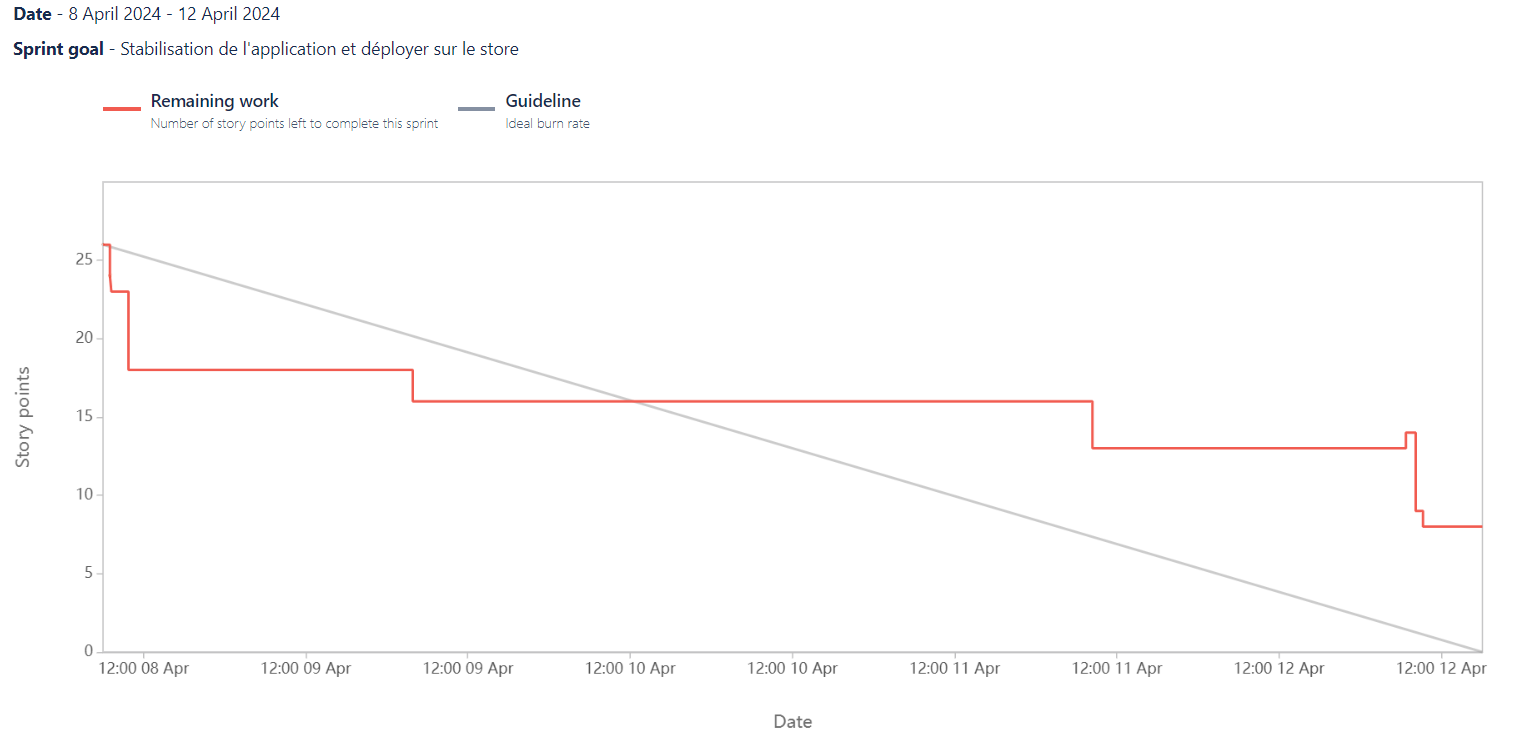 Date - 8 April 2024 - 12 April 2024
Sprint goal - Stabilisation de l'application et déployer sur le store
Remaining work
Number of story points left to complete this sprint
Guideline
Ideal burn rate
25
20
15
10
5
0
Story points
12:00 08 Apr
12:00 09 Apr
12:00 09 Apr
12:00 10 Apr
12:00 10 Apr
12:00 11 Apr
12:00 11 Apr
12:00 12 Apr
12:00 12 Apr
Date